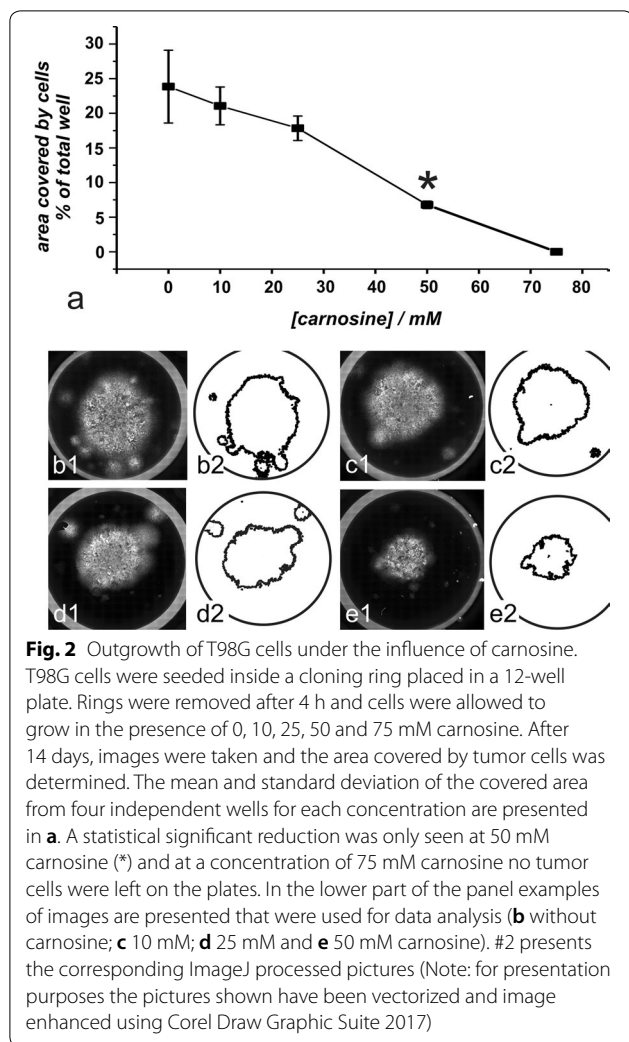 30
25
20
15
10
5
0
area covered by cells
% of total well
0 10 20 30 40 50 60 70 80
[carnosine] / mM
*
a
b1 b2 c1 c2
d1 d2 e1 e2
Fig. 2 Outgrowth of T98G cells under the influence of carnosine.
T98G cells were seeded inside a cloning ring placed in a 12-well
plate. Rings were removed after 4 h and cells were allowed to
grow in the presence of 0, 10, 25, 50 and 75 mM carnosine. After
14 days, images were taken and the area covered by tumor cells was
determined. The mean and standard deviation of the covered area
from four independent wells for each concentration are presented
in a. A statistical significant reduction was only seen at 50 mM
carnosine (*) and at a concentration of 75 mM carnosine no tumor
cells were left on the plates. In the lower part of the panel examples
of images are presented that were used for data analysis (b without
carnosine; c 10 mM; d 25 mM and e 50 mM carnosine). #2 presents
the corresponding ImageJ processed pictures (Note: for presentation
purposes the pictures shown have been vectorized and image
enhanced using Corel Draw Graphic Suite 2017)